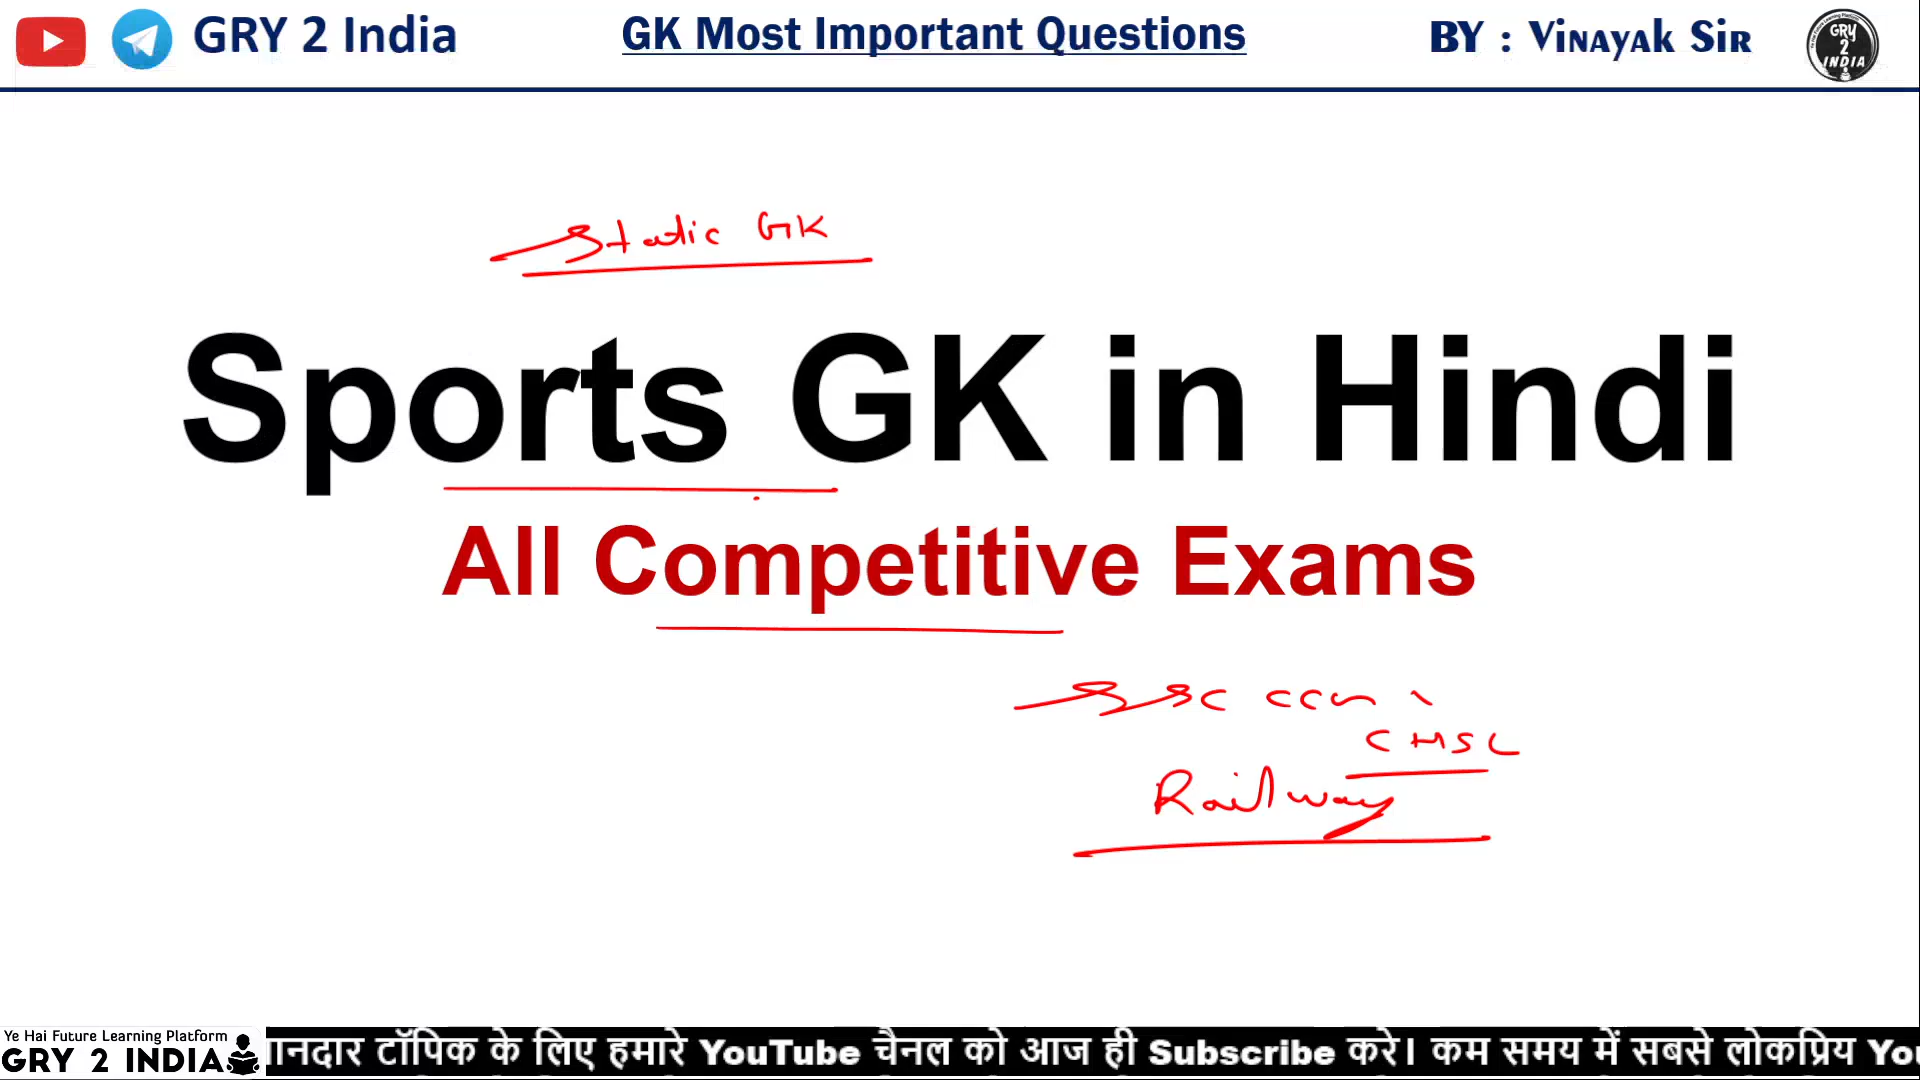 GRY 2 India
GK Most Important Questions
BY : Vinayak Sir
GRY
2
INDIA
Static GK
Sports GK in Hindi
All Competitive Exams
SSC
CHSL
Railway
Ye Hai Future Learning Platform
GRY 2 INDIA
ानदार टॉपिक के लिए हमारे YouTube चैनल को आज ही Subscribe करे। कम समय में सबसे लोकप्रिय You